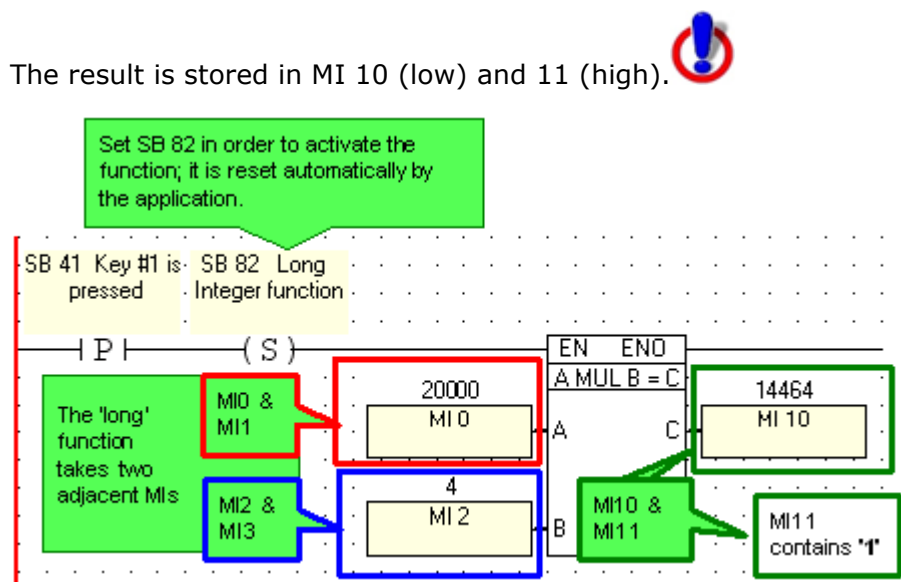 The result is stored in MI 10 (low) and 11 (high).
Set SB 82 in order to activate the
function; it is reset automatically by
the application.
SB 41 Key #1 is
pressed
SB 82 Long
Integer function
P
(S)
EN ENO
A MUL B = C
The 'long'
function
takes two
adjacent MIs
MI0 &
MI1
20000
MI 0
A
C
14464
MI 10
MI2 &
MI3
4
MI 2
B
MI10 &
MI11
MI11
contains '1'